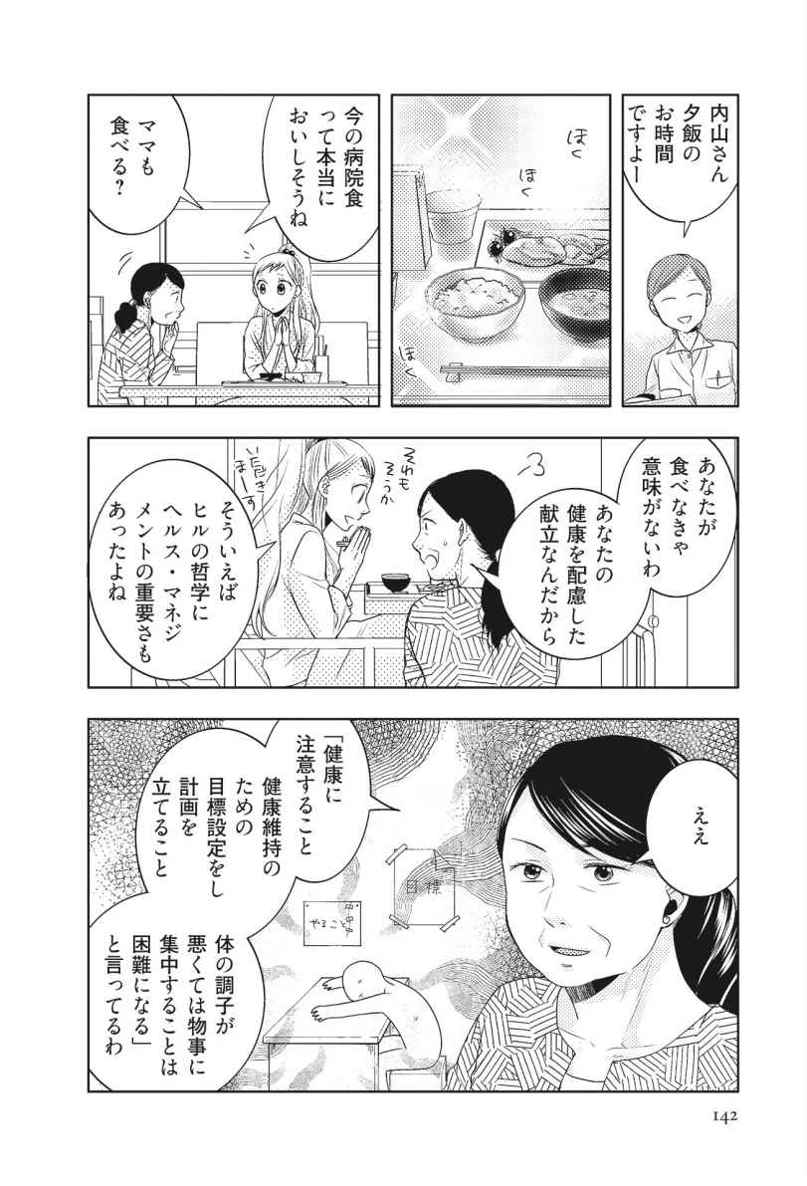 内山さん
夕飯の
お時間
ですよー
ほく
ほく
ほく
今の病院食
って本当に
おいしそうね
ママも
食べる？
あなたが
食べなきゃ
意味がないわ
あなたの
健康を配慮した
献立なんだから
それも
そうか
いただき
まーす
そういえば
ヒルの哲学に
ヘルス・マネジ
メントの重要さも
あったよね
ええ
「健康に
注意すること
健康維持の
ための
目標設定をし
計画を
立てること
目標
やること
体の調子が
悪くては物事に
集中することは
困難になる」
と言ってるわ
142